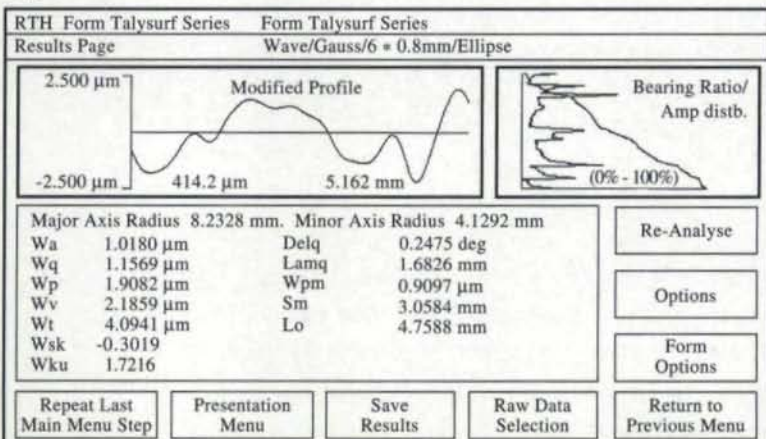 RTH Form Talysurf Series Form Talysurf Series
Results Page Wave/Gauss/6 * 0.8mm/Ellipse
2.500 µm Modified Profile
-2.500 µm 414.2 µm 5.162 mm
Bearing Ratio/
Amp distb.
(0% - 100%)
Major Axis Radius 8.2328 mm. Minor Axis Radius 4.1292 mm
Wa 1.0180 µm Delq 0.2475 deg
Wq 1.1569 µm Lamq 1.6826 mm
Wp 1.9082 µm Wpm 0.9097 µm
Wv 2.1859 µm Sm 3.0584 mm
Wt 4.0941 µm Lo 4.7588 mm
Wsk -0.3019
Wku 1.7216
Re-Analyse
Options
Form
Options
Repeat Last
Main Menu Step
Presentation
Menu
Save
Results
Raw Data
Selection
Return to
Previous Menu